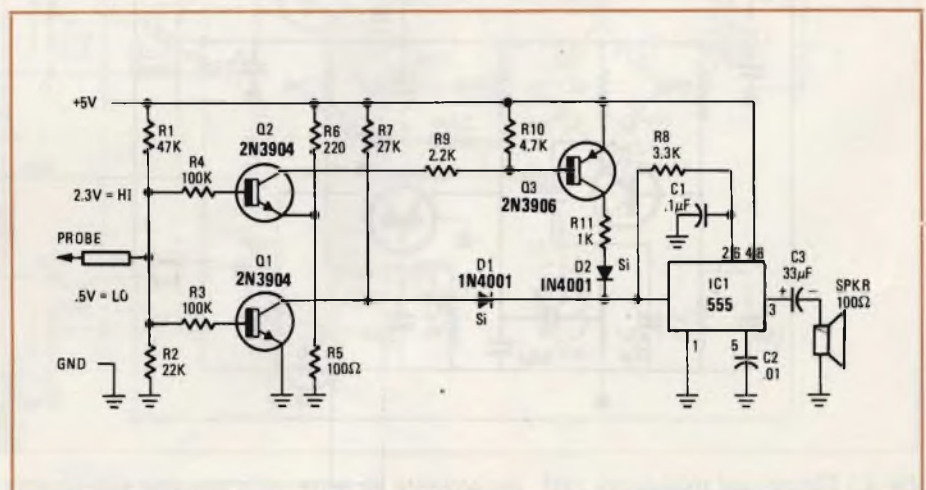 +5V
R1
47K
R4
100K
Q2
2N3904
R6
220
R7
27K
R9
2.2K
R10
4.7K
Q3
2N3906
R8
3.3K
C1
.1µF
R11
1K
2.3V = HI
PROBE
.5V = LO
Q1
2N3904
R3
100K
D1
1N4001
Si
D2
Si
1N4001
2 6 4 8
IC1
555
C3
33µF
+ −
3
SPKR
100Ω
GND
R2
22K
R5
100Ω
1
5
C2
.01